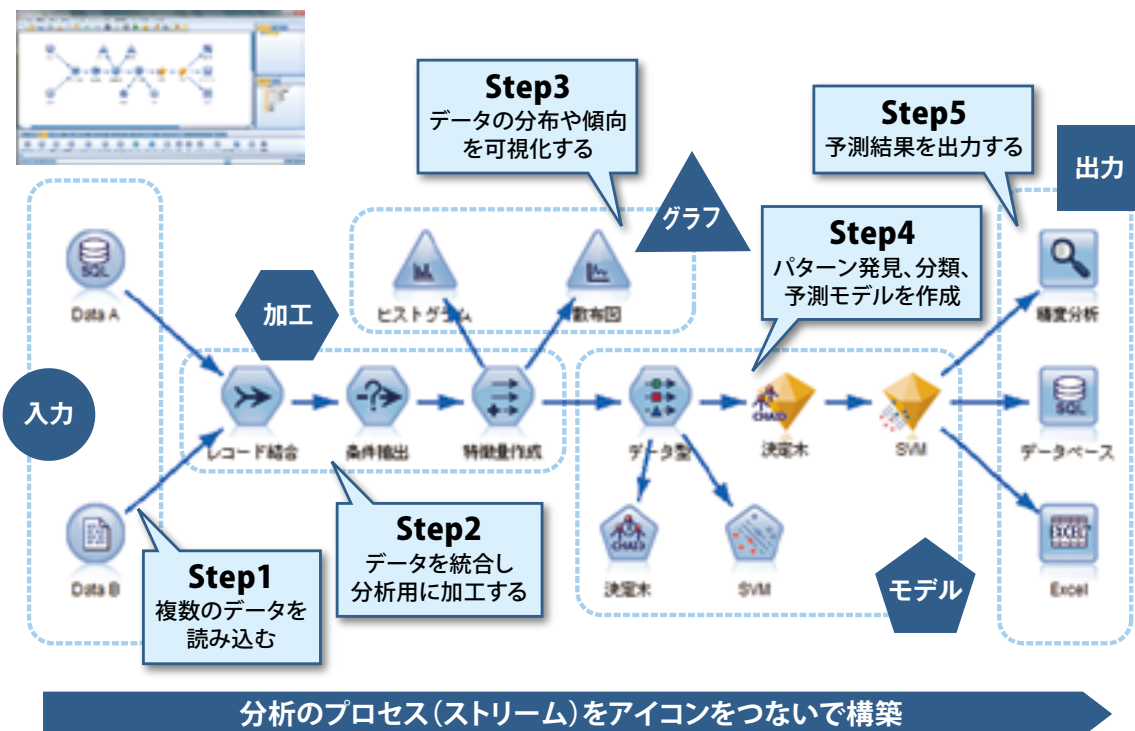 Step3
データの分布や傾向
を可視化する
Step5
予測結果を出力する
出力
グラフ
Step4
パターン発見、分類、
予測モデルを作成
SQL
Data A
加工
ヒストグラム
散布図
精度分析
入力
CHAID
SQL
レコード結合
条件抽出
特徴量作成
データ型
決定木
SVM
データベース
Step2
データを統合し
分析用に加工する
CHAID
EXCEL
Data B
Step1
複数のデータを
読み込む
決定木
SVM
モデル
Excel
分析のプロセス（ストリーム）をアイコンをつないで構築